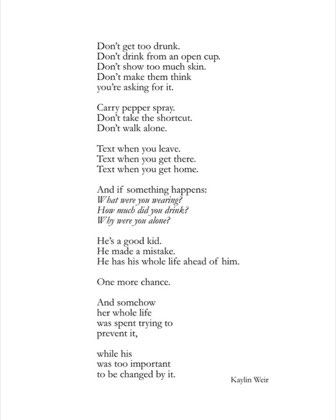 Don't get too drunk.
Don't drink from an open cup.
Don't show too much skin.
Don't make them think
you're asking for it.

Carry pepper spray.
Don't take the shortcut.
Don't walk alone.

Text when you leave.
Text when you get there.
Text when you get home.

And if something happens:
What were you wearing?
How much did you drink?
Why were you alone?

He's a good kid.
He made a mistake.
He has his whole life ahead of him.

One more chance.

And somehow
her whole life
was spent trying to
prevent it,

while his
was too important
to be changed by it.
Kaylin Weir